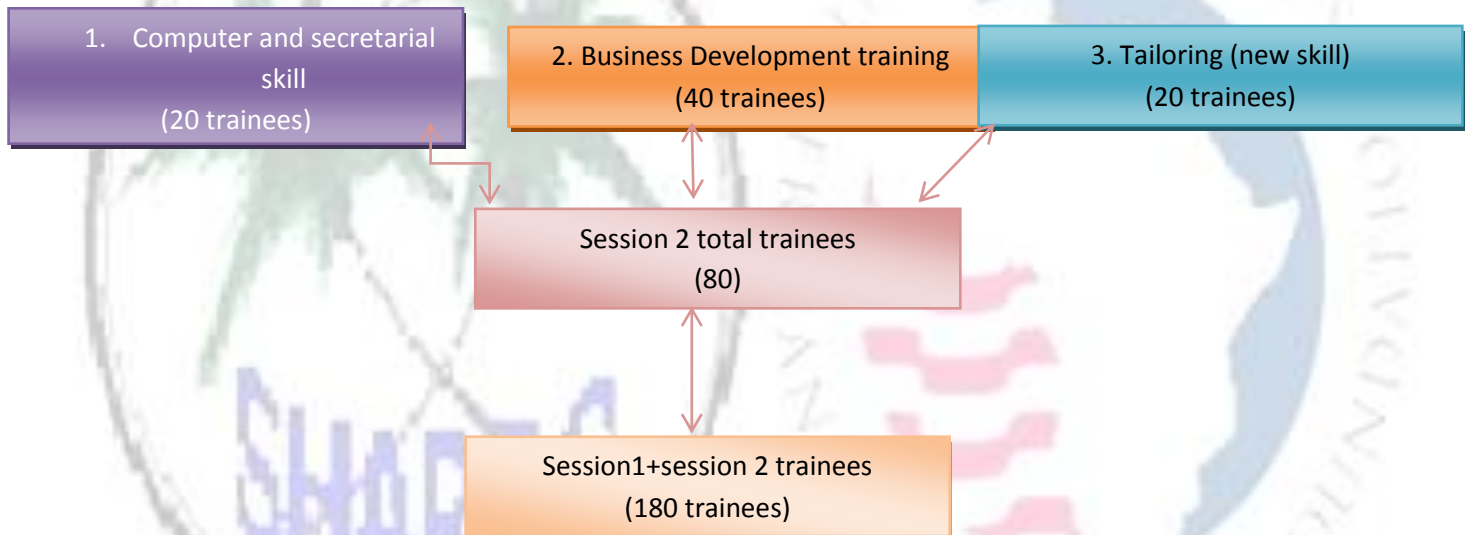 1. Computer and secretarial
skill
(20 trainees)
2. Business Development training
(40 trainees)
3. Tailoring (new skill)
(20 trainees)
Session 2 total trainees
(80)
Session1+session 2 trainees
(180 trainees)